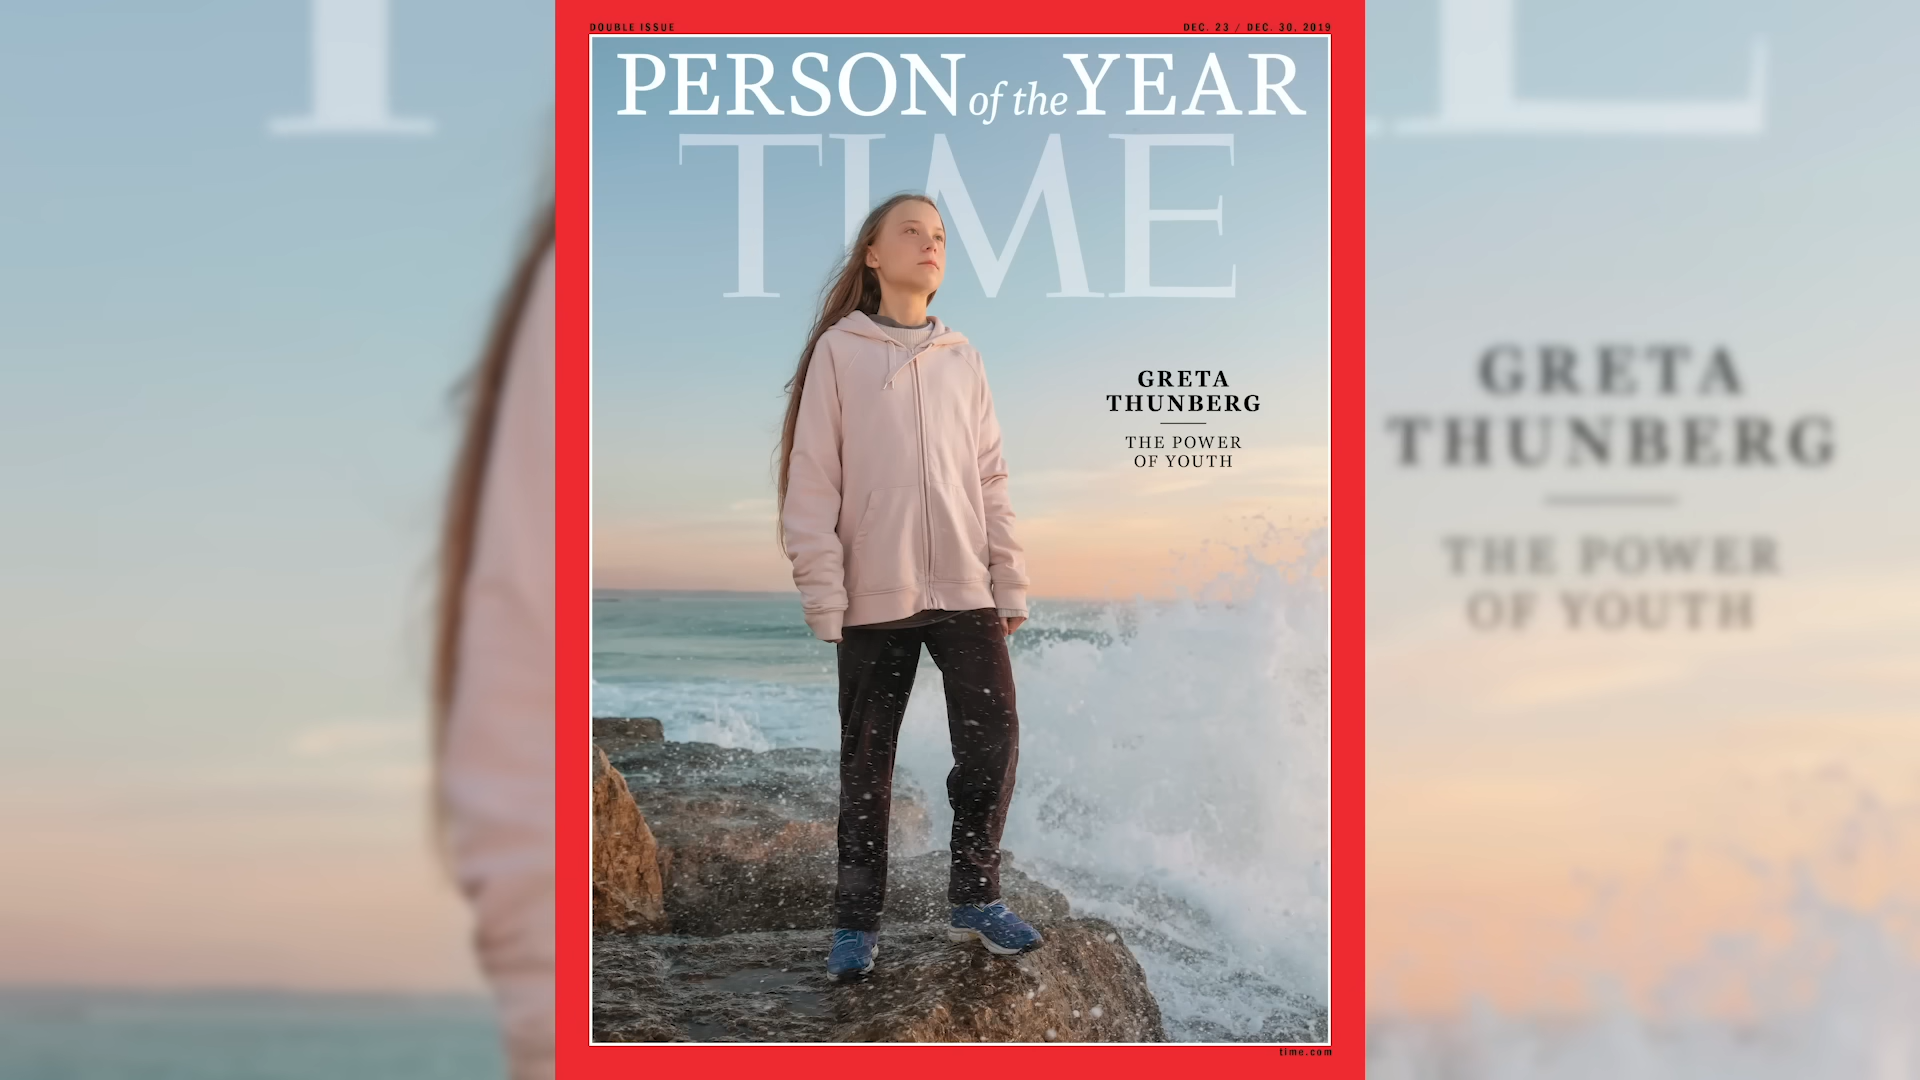 DOUBLE ISSUE
DEC. 23 / DEC. 30, 2019
PERSON of the YEAR
TIME
GRETA
THUNBERG
THE POWER
OF YOUTH
time.com
GRETA
THUNBERG
THE POWER
OF YOUTH